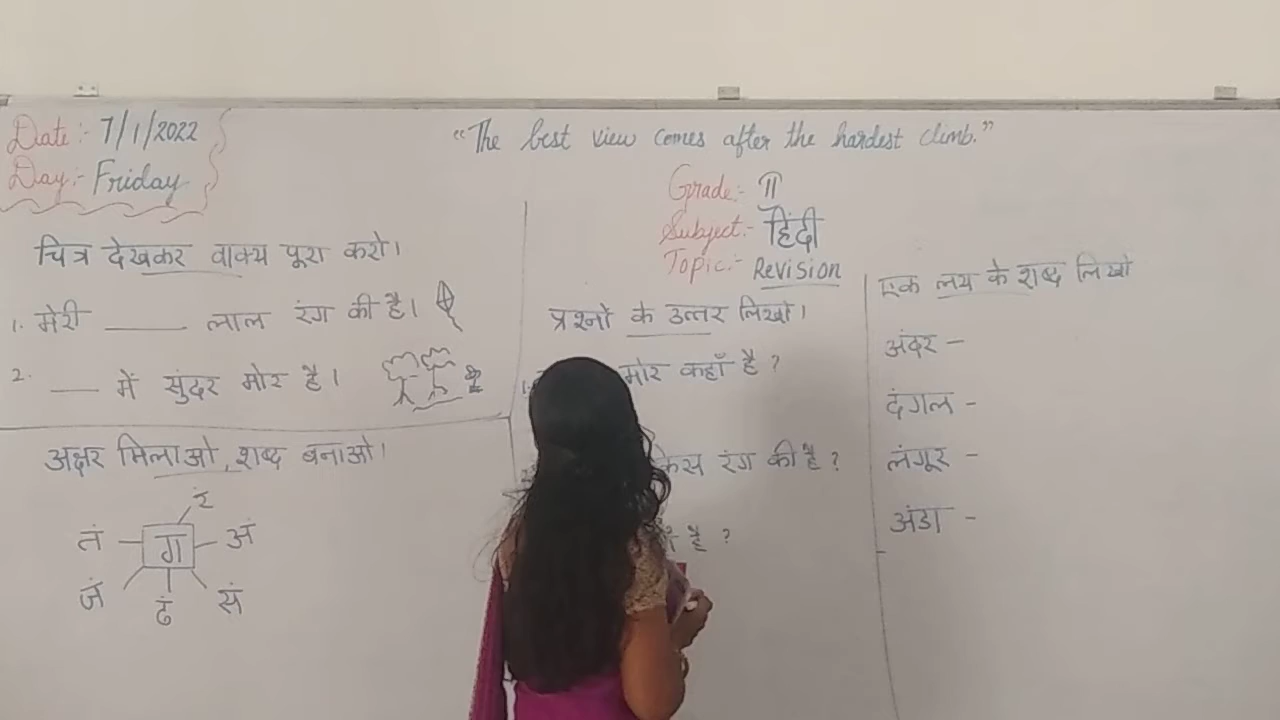 Date:- 7/1/2022
Day:- Friday
"The best view comes after the hardest climb."
Grade:- II
Subject:- हिंदी
Topic:- Revision
चित्र देखकर वाक्य पूरा करो।
1. मेरी ____ लाल रंग की है।
2. ___ में सुंदर मोर है।
अक्षर मिलाओ, शब्द बनाओ।
रं
तं ग अं
जं ढं सं
प्रश्नों के उत्तर लिखो।
1. मोर कहाँ है?
किस रंग की है?
है?
एक लय के शब्द लिखो
अंदर -
दंगल -
लंगूर -
अंडा -